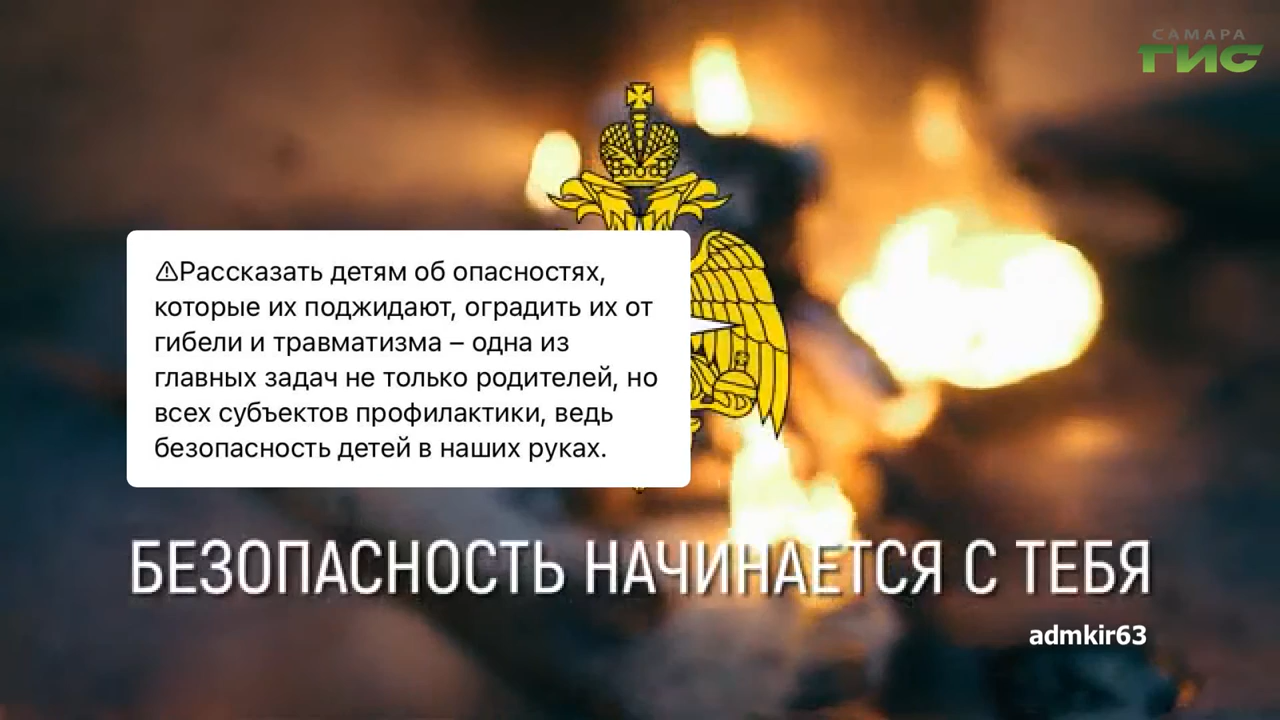 САМАРА
ГИС
⚠Рассказать детям об опасностях,
которые их поджидают, оградить их от
гибели и травматизма – одна из
главных задач не только родителей, но
всех субъектов профилактики, ведь
безопасность детей в наших руках.
БЕЗОПАСНОСТЬ НАЧИНАЕТСЯ С ТЕБЯ
admkir63